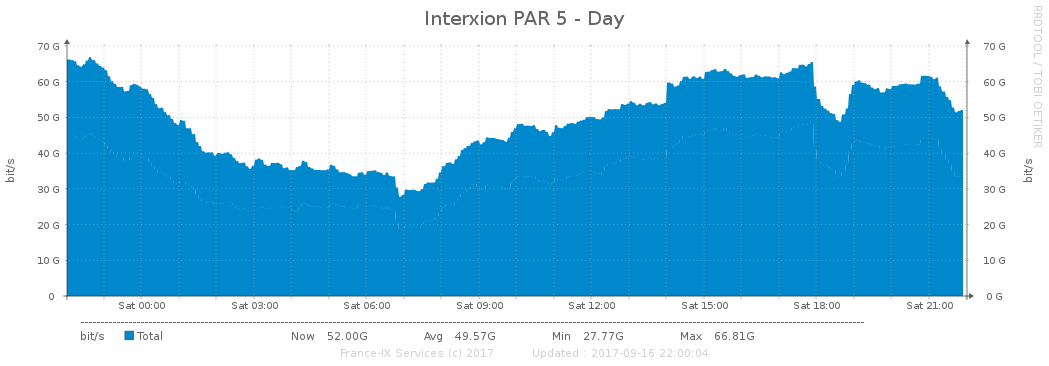 Interxion PAR 5 - Day
RRDTOOL / TOBI OETIKER
bit/s
70 G
60 G
50 G
40 G
30 G
20 G
10 G
0
70 G
60 G
50 G
40 G
30 G
20 G
10 G
0 G
bit/s
Sat 00:00 Sat 03:00 Sat 06:00 Sat 09:00 Sat 12:00 Sat 15:00 Sat 18:00 Sat 21:00
bit/s Total Now 52.00G Avg 49.57G Min 27.77G Max 66.81G
France-IX Services (c) 2017 Updated : 2017-09-16 22:00:04